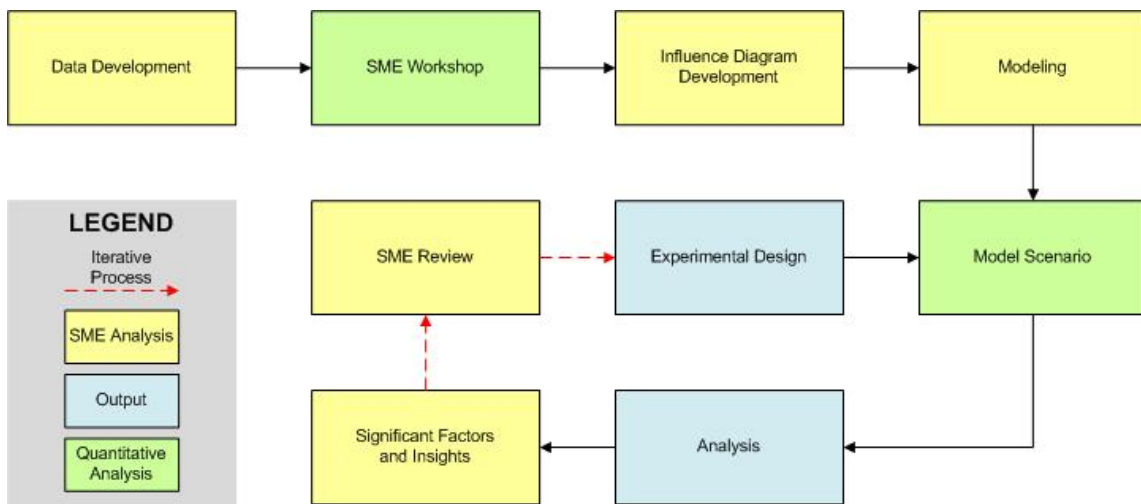 Data Development
SME Workshop
Influence Diagram
Development
Modeling
LEGEND
Iterative
Process
SME Analysis
Output
Quantitative
Analysis
SME Review
Experimental Design
Model Scenario
Significant Factors
and Insights
Analysis